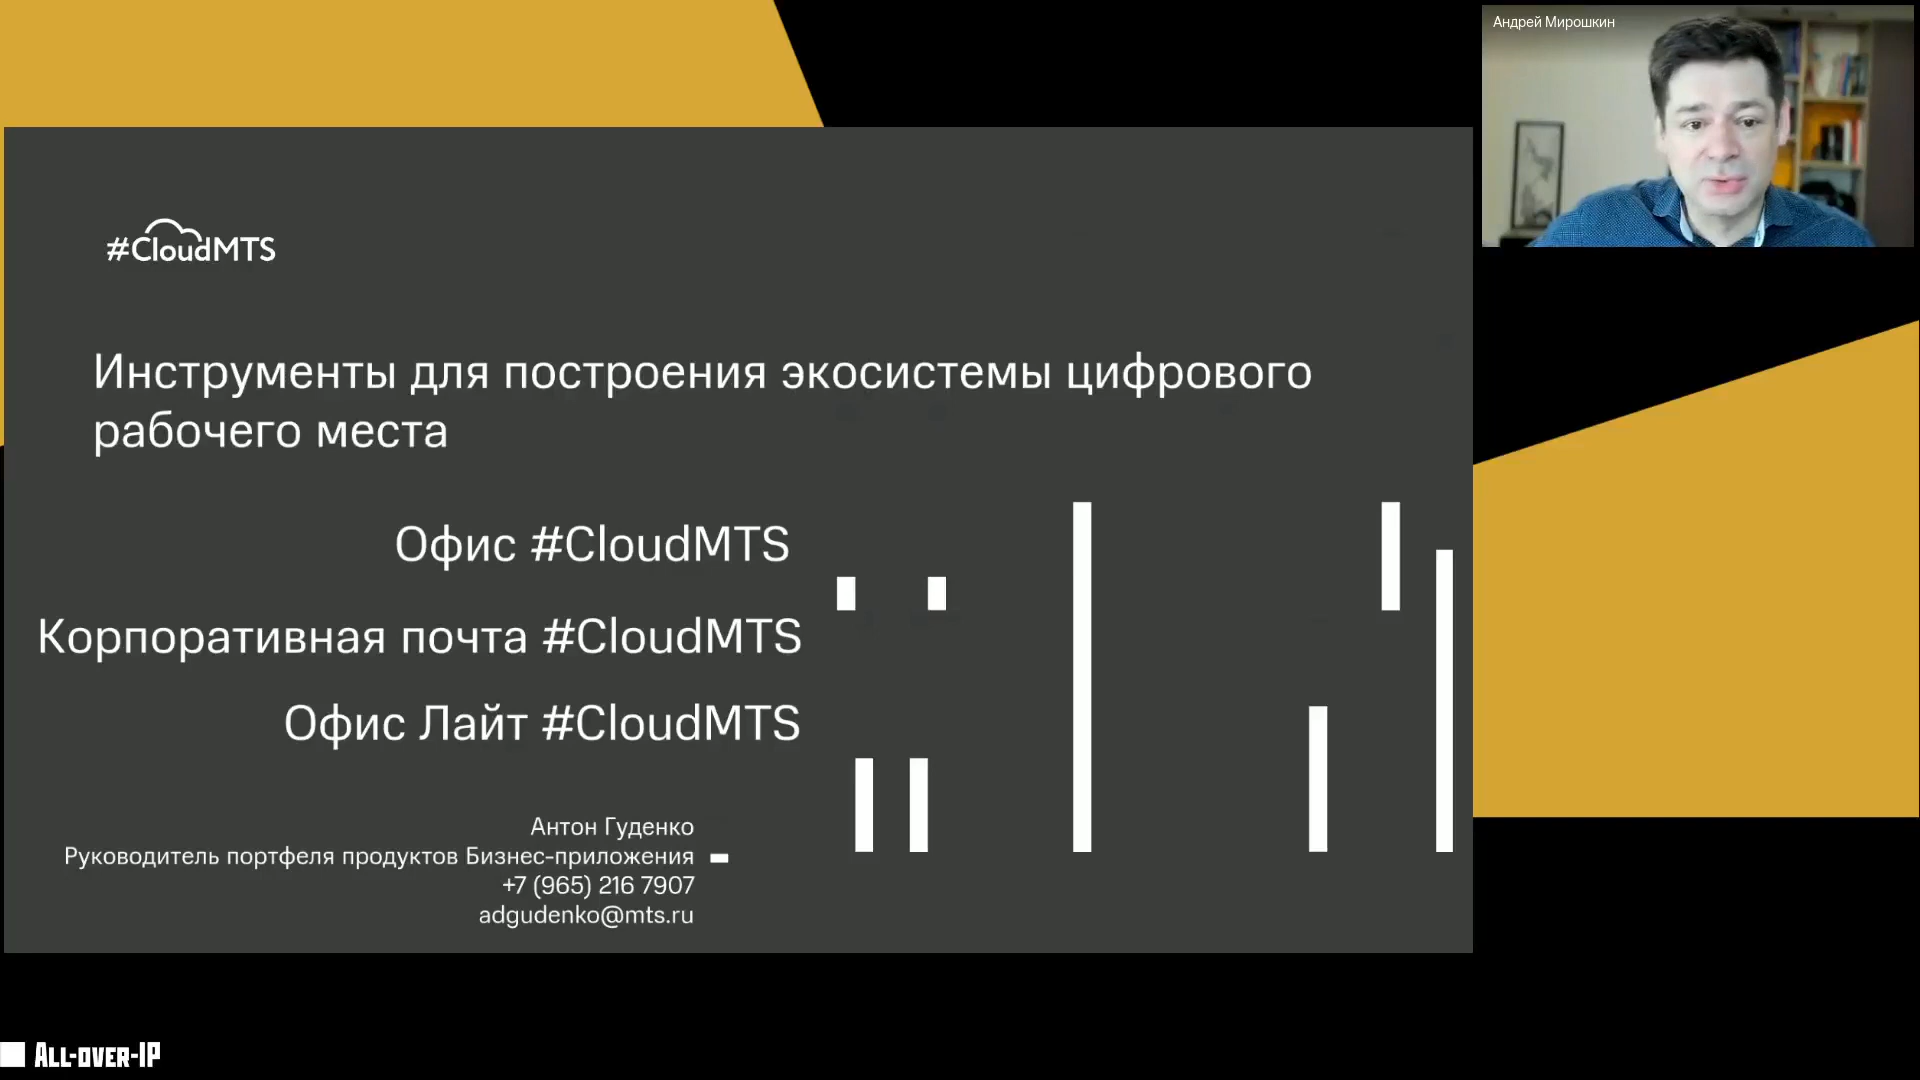 Андрей Мирошкин
#CloudMTS
Инструменты для построения экосистемы цифрового
рабочего места
Офис #CloudMTS
Корпоративная почта #CloudMTS
Офис Лайт #CloudMTS
Антон Гуденко
Руководитель портфеля продуктов Бизнес-приложения
+7 (965) 216 7907
adgudenko@mts.ru
All-over-IP